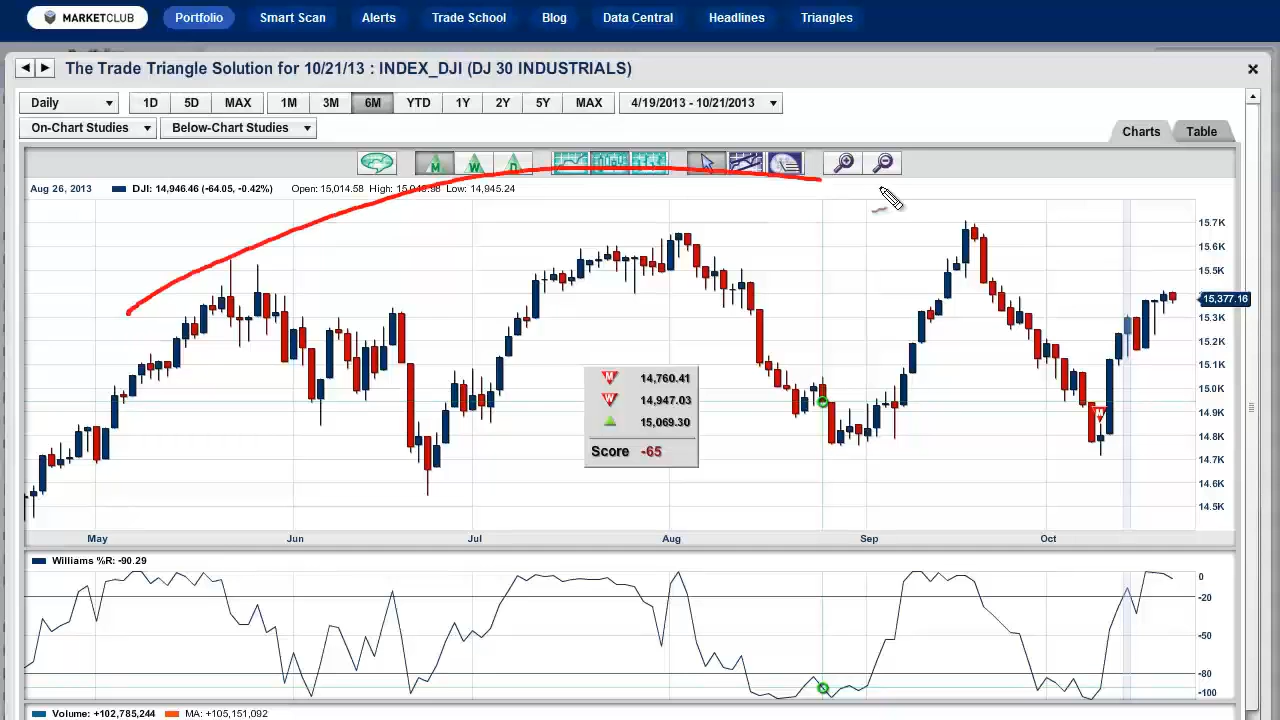 MARKETCLUB Portfolio Smart Scan Alerts Trade School Blog Data Central Headlines Triangles
The Trade Triangle Solution for 10/21/13 : INDEX_DJI (DJ 30 INDUSTRIALS)
Daily 1D 5D MAX 1M 3M 6M YTD 1Y 2Y 5Y MAX 4/19/2013 - 10/21/2013
On-Chart Studies Below-Chart Studies Charts Table
M W D
Aug 26, 2013 DJI: 14,946.46 (-64.05, -0.42%) Open: 15,014.58 High: Low: 14,945.24
15.7K
15.6K
15.5K
15,377.16
15.3K
15.2K
15.1K
15.0K
14.9K
14.8K
14.7K
14.6K
14.5K
M 14,760.41
W 14,947.03
15,069.30
Score -65
M
May Jun Jul Aug Sep Oct
Williams %R: -90.29
0
-20
-50
-80
-100
Volume: +102,785,244 MA: +105,151,092